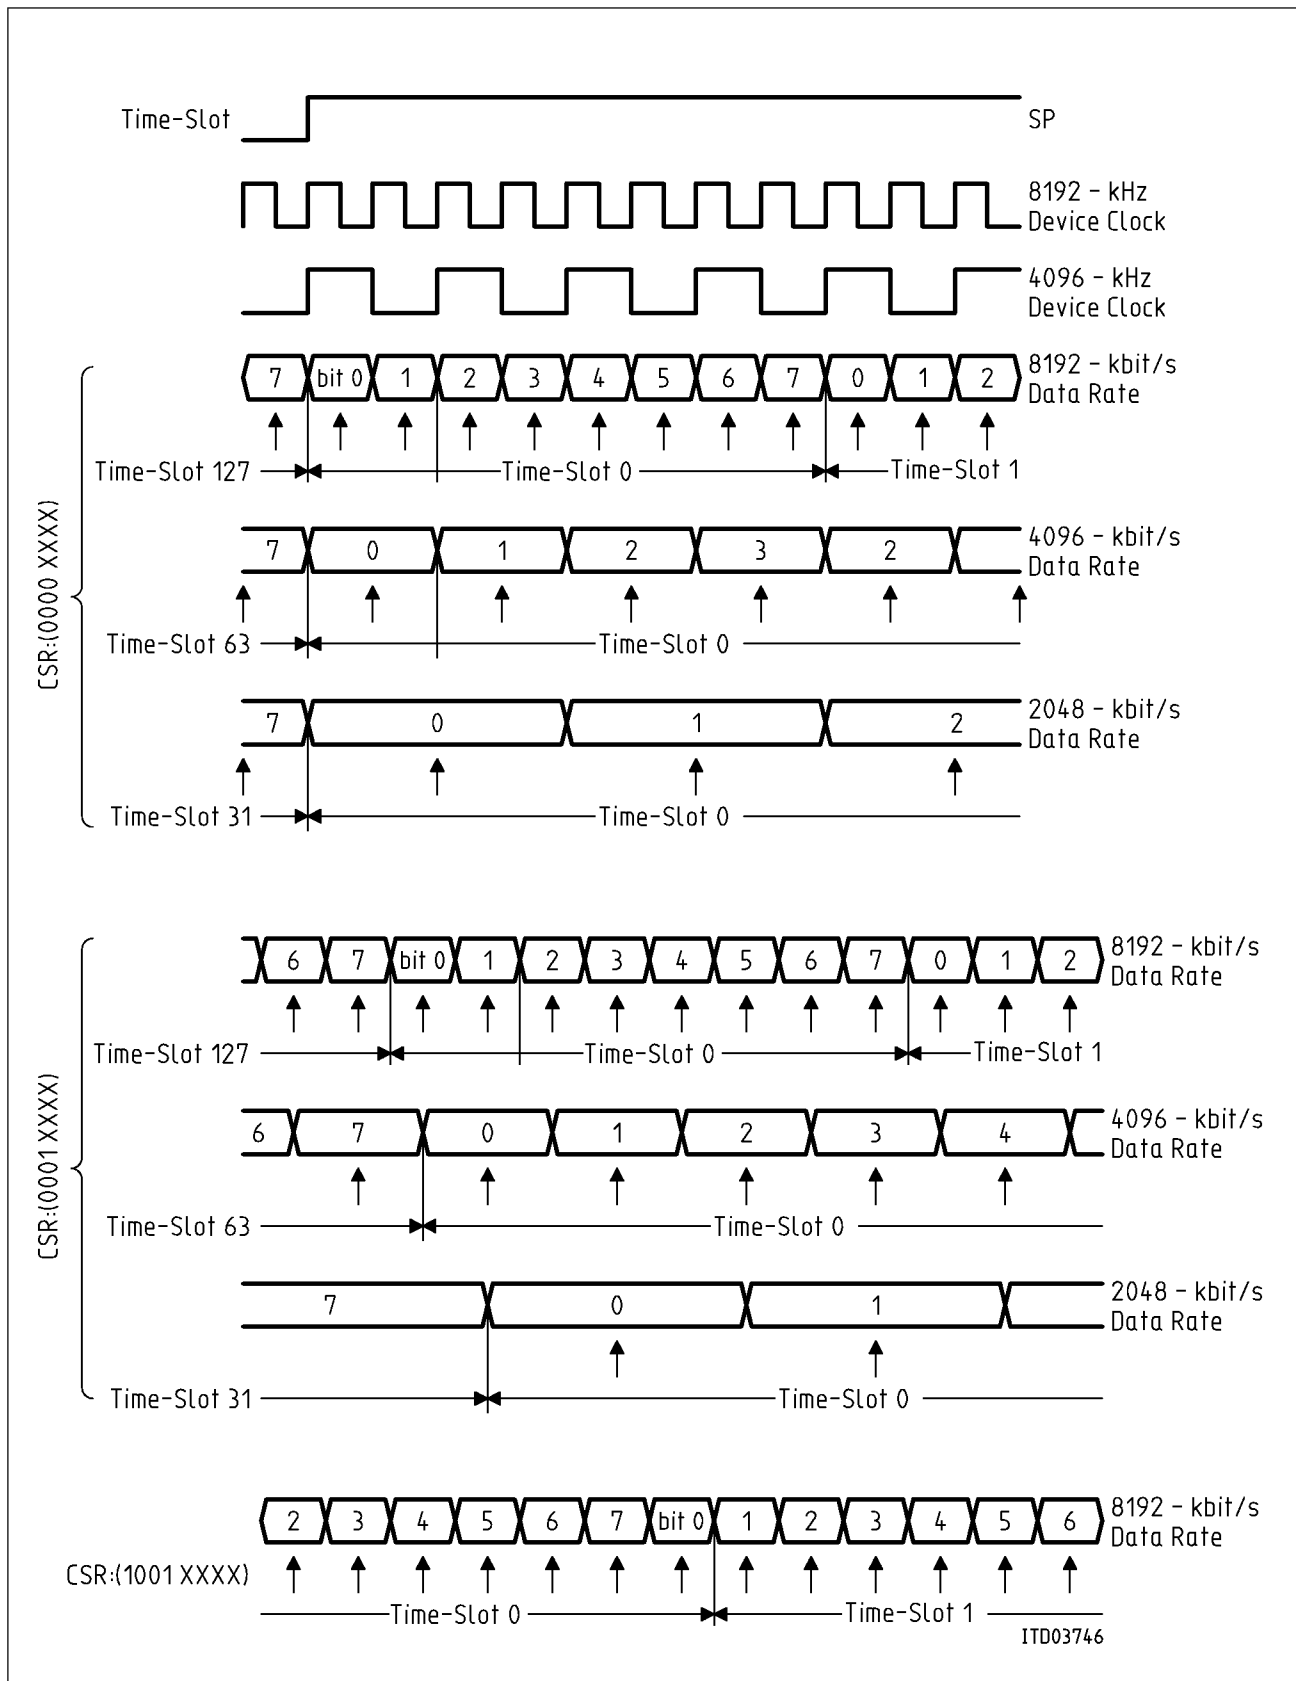 Time-Slot SP
8192 - kHz
Device Clock
4096 - kHz
Device Clock
CSR:(0000 XXXX)
7 bit 0 1 2 3 4 5 6 7 0 1 2 8192 - kbit/s
Data Rate
Time-Slot 127 Time-Slot 0 Time-Slot 1
7 0 1 2 3 2 4096 - kbit/s
Data Rate
Time-Slot 63 Time-Slot 0
7 0 1 2 2048 - kbit/s
Data Rate
Time-Slot 31 Time-Slot 0
CSR:(0001 XXXX)
6 7 bit 0 1 2 3 4 5 6 7 0 1 2 8192 - kbit/s
Data Rate
Time-Slot 127 Time-Slot 0 Time-Slot 1
6 7 0 1 2 3 4 4096 - kbit/s
Data Rate
Time-Slot 63 Time-Slot 0
7 0 1 2048 - kbit/s
Data Rate
Time-Slot 31 Time-Slot 0
2 3 4 5 6 7 bit 0 1 2 3 4 5 6 8192 - kbit/s
Data Rate
CSR:(1001 XXXX)
Time-Slot 0 Time-Slot 1
ITD03746